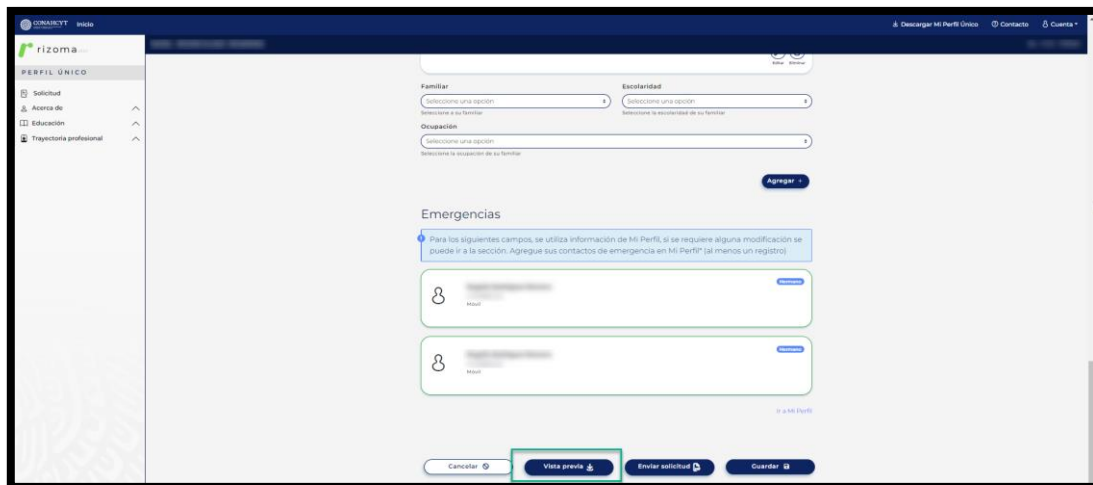 CONAHCYT Inicio
Descargar Mi Perfil Único Contacto Cuenta
rizoma
PERFIL ÚNICO
Solicitud
Acerca de
Educación
Trayectoria profesional
Editar Eliminar
Familiar Escolaridad
Seleccione una opción Seleccione una opción
Seleccione a su familiar Seleccione la escolaridad de su familiar
Ocupación
Seleccione una opción
Seleccione la ocupación de su familiar
Agregar +
Emergencias
Para los siguientes campos, se utiliza información de Mi Perfil, si se requiere alguna modificación se
puede ir a la sección: Agregue sus contactos de emergencia en Mi Perfil* (al menos un registro)
Móvil
Móvil
Ir a Mi Perfil
Cancelar Vista previa Enviar solicitud Guardar